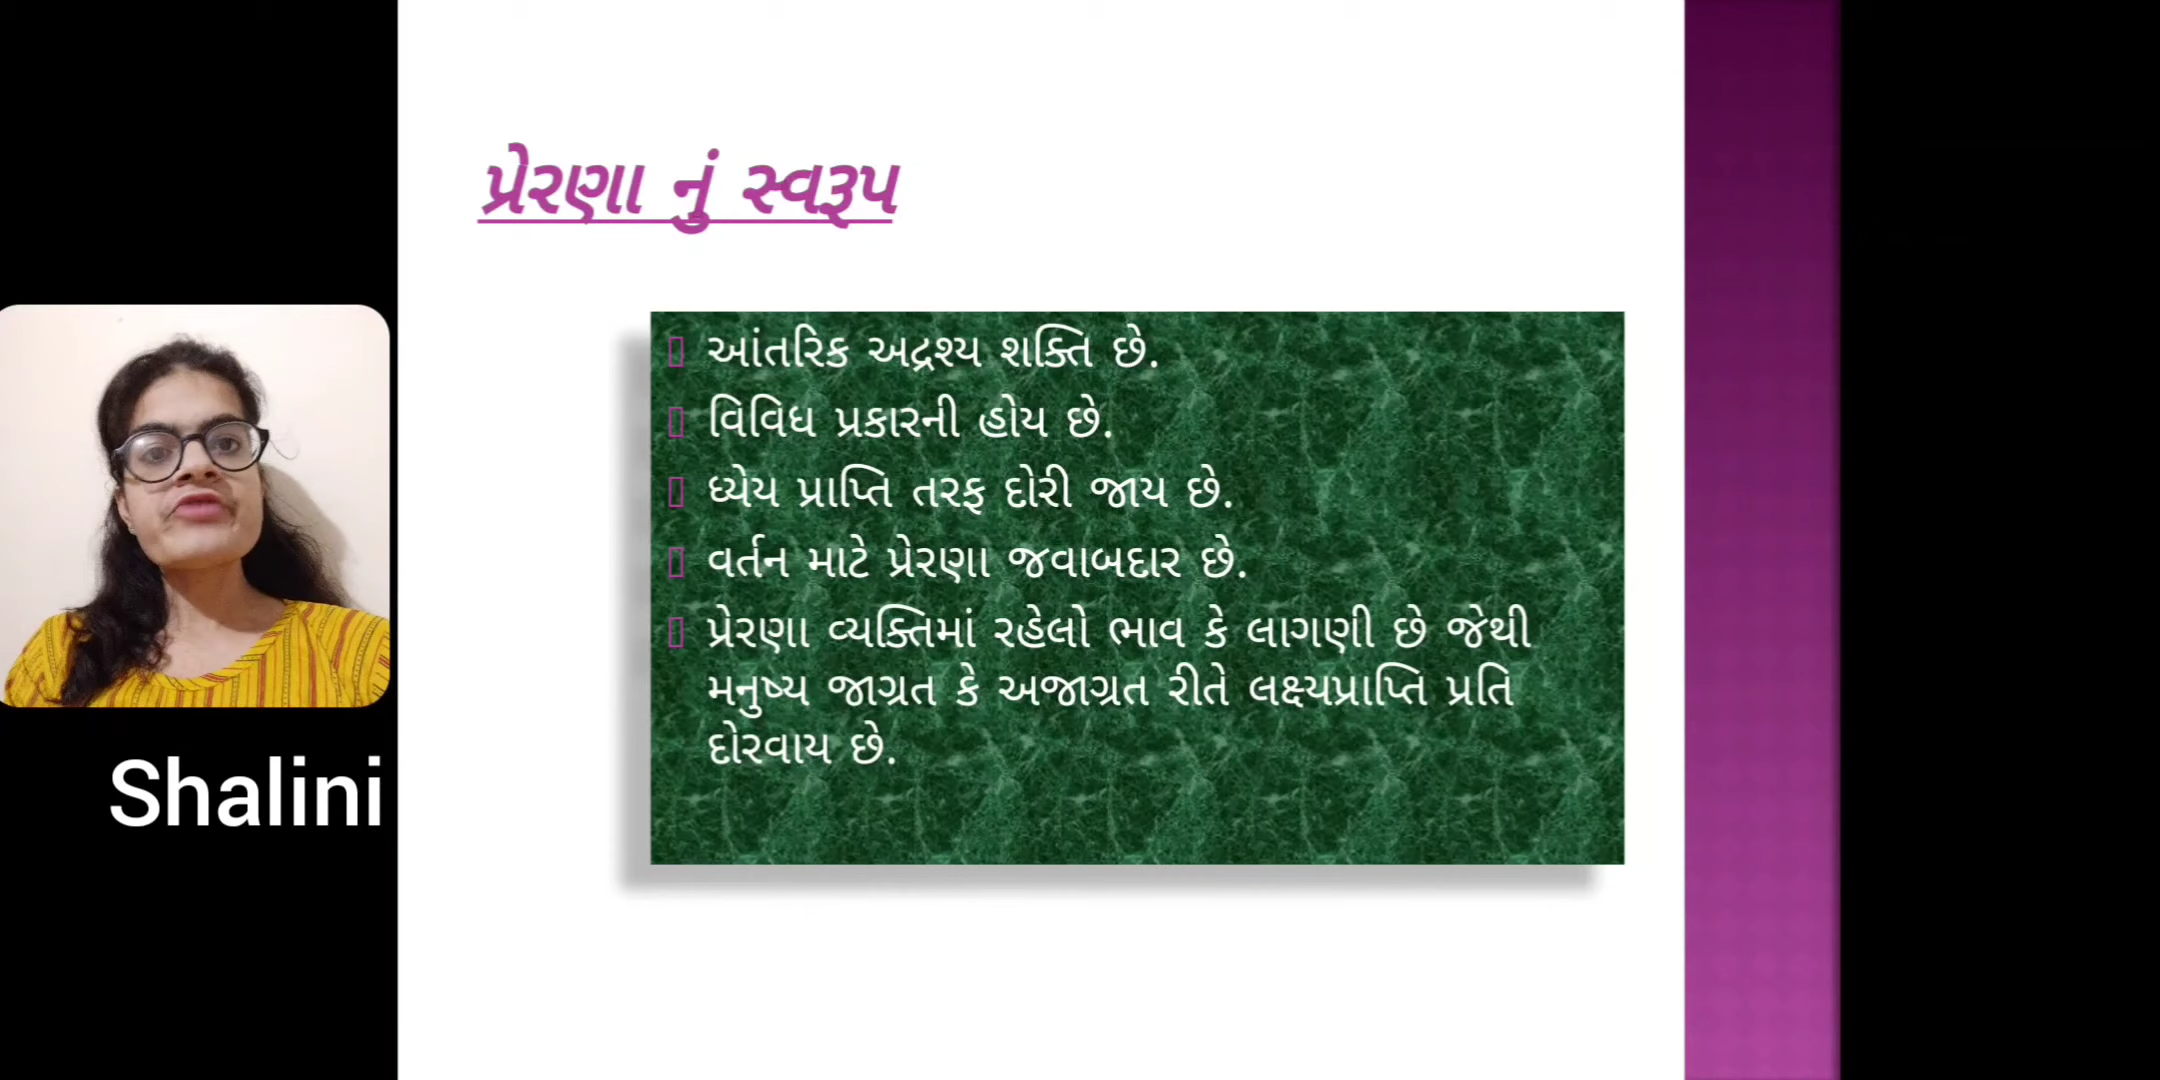 પ્રેરણા નું સ્વરૂપ
આંતરિક અદ્રશ્ય શક્તિ છે.
વિવિધ પ્રકારની હોય છે.
ધ્યેય પ્રાપ્તિ તરફ દોરી જાય છે.
વર્તન માટે પ્રેરણા જવાબદાર છે.
પ્રેરણા વ્યક્તિમાં રહેલો ભાવ કે લાગણી છે જેથી
મનુષ્ય જાગ્રત કે અજાગ્રત રીતે લક્ષ્યપ્રાપ્તિ પ્રતિ
દોરવાય છે.
Shalini